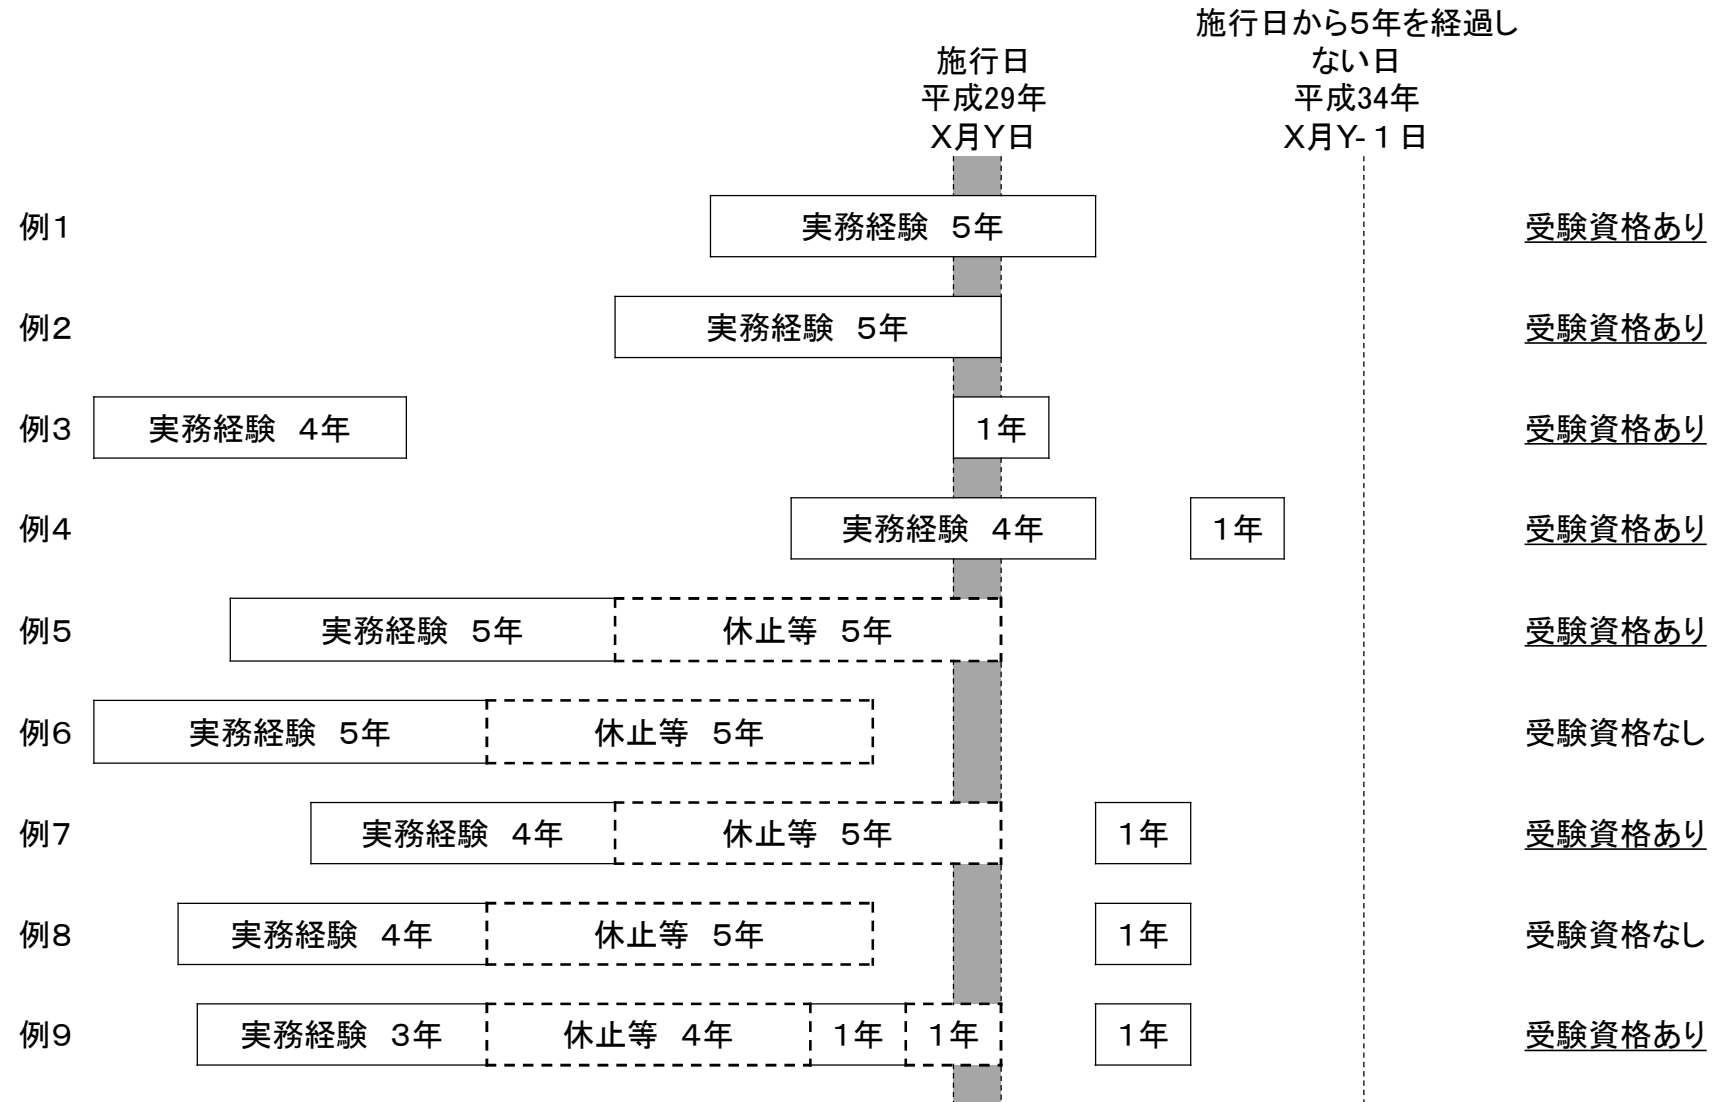 施行日から５年を経過し
ない日
平成34年
Ｘ月Ｙ-１日
施行日
平成29年
Ｘ月Ｙ日
例１ 実務経験　５年 受験資格あり
例２ 実務経験　５年 受験資格あり
例３ 実務経験　４年 １年 受験資格あり
例４ 実務経験　４年 １年 受験資格あり
例５ 実務経験　５年 休止等　５年 受験資格あり
例６ 実務経験　５年 休止等　５年 受験資格なし
例７ 実務経験　４年 休止等　５年 １年 受験資格あり
例８ 実務経験　４年 休止等　５年 １年 受験資格なし
例９ 実務経験　３年 休止等　４年 １年 １年 １年 受験資格あり